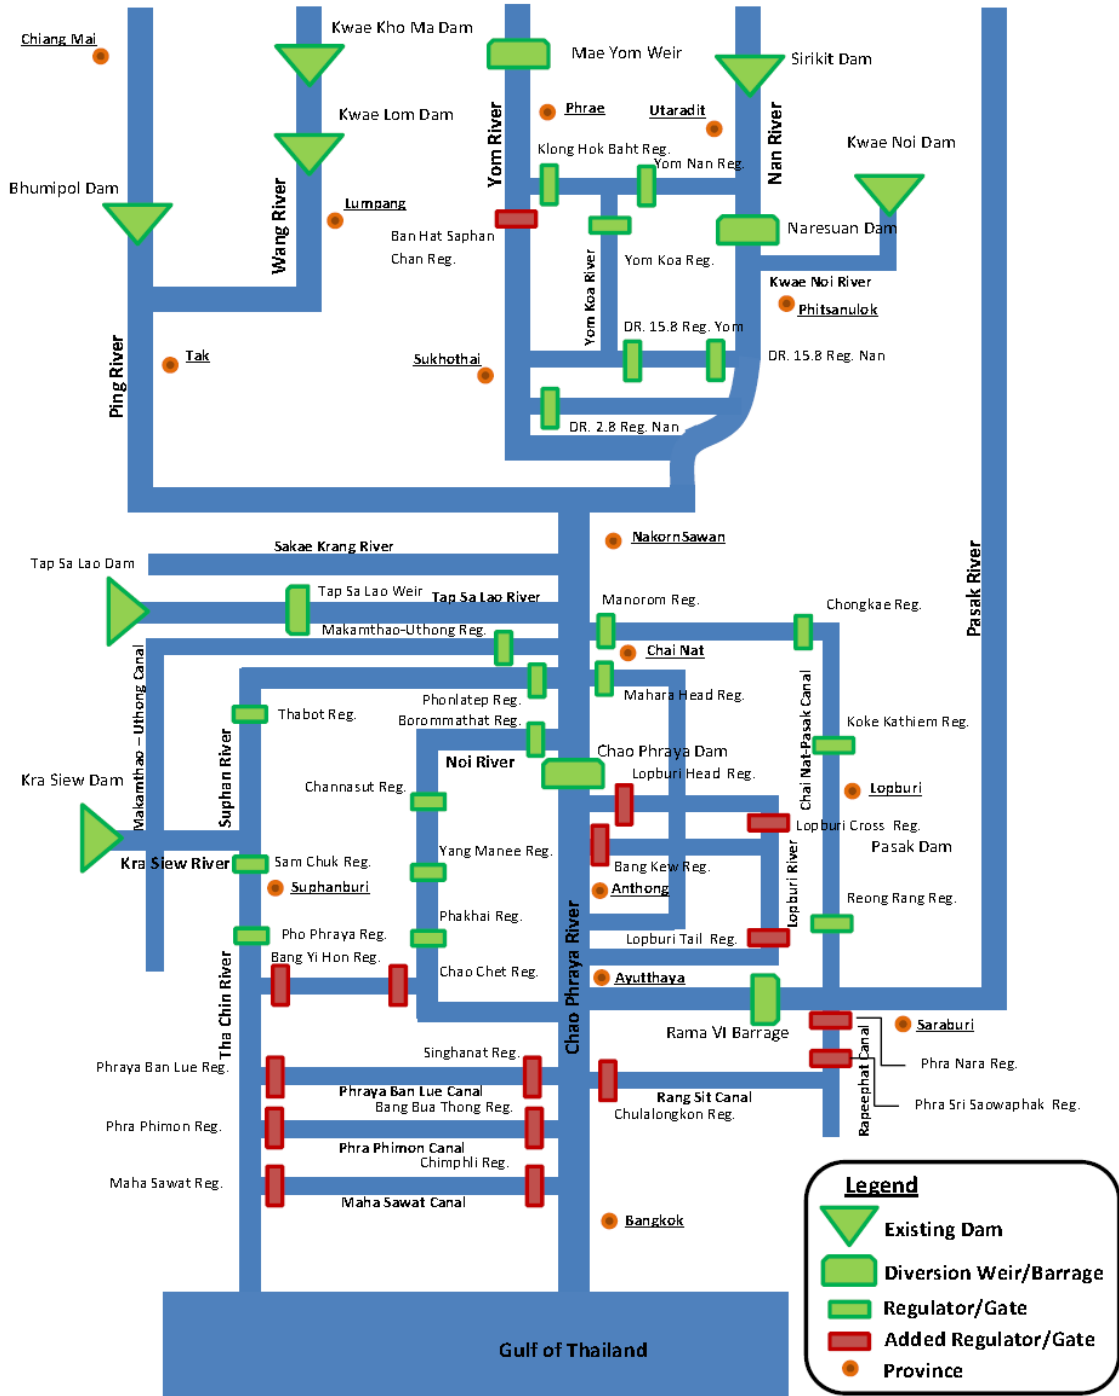 Chiang Mai
Kwae Kho Ma Dam
Mae Yom Weir
Sirikit Dam
Phrae
Utaradit
Kwae Lom Dam
Yom River
Nan River
Klong Hok Baht Reg.
Yom Nan Reg.
Kwae Noi Dam
Bhumipol Dam
Wang River
Lumpang
Ban Hat Saphan
Chan Reg.
Yom Koa River
Yom Koa Reg.
Naresuan Dam
Kwae Noi River
Phitsanulok
Ping River
Tak
Sukhothai
DR. 15.8 Reg. Yom
DR. 15.8 Reg. Nan
DR. 2.8 Reg. Nan
Pasak River
Sakae Krang River
NakornSawan
Tap Sa Lao Dam
Tap Sa Lao Weir
Tap Sa Lao River
Manorom Reg.
Chongkae Reg.
Makamthao-Uthong Reg.
Makamthao – Uthong Canal
Chai Nat
Phonlatep Reg.
Mahara Head Reg.
Thabot Reg.
Borommathat Reg.
Chai Nat-Pasak Canal
Koke Kathiem Reg.
Suphan River
Noi River
Chao Phraya Dam
Lopburi Head Reg.
Kra Siew Dam
Channasut Reg.
Lopburi
Lopburi Cross Reg.
Kra Siew River
Sam Chuk Reg.
Yang Manee Reg.
Bang Kew Reg.
Lopburi River
Pasak Dam
Suphanburi
Anthong
Reong Rang Reg.
Pho Phraya Reg.
Phakhai Reg.
Lopburi Tail Reg.
Bang Yi Hon Reg.
Chao Chet Reg.
Chao Phraya River
Ayutthaya
Tha Chin River
Rama VI Barrage
Saraburi
Rapeephat Canal
Phraya Ban Lue Reg.
Singhanat Reg.
Phra Nara Reg.
Phraya Ban Lue Canal
Rang Sit Canal
Phra Sri Saowaphak Reg.
Bang Bua Thong Reg.
Chulalongkon Reg.
Phra Phimon Reg.
Phra Phimon Canal
Chimphli Reg.
Maha Sawat Reg.
Maha Sawat Canal
Bangkok
Legend
Existing Dam
Diversion Weir/Barrage
Regulator/Gate
Added Regulator/Gate
Province
Gulf of Thailand